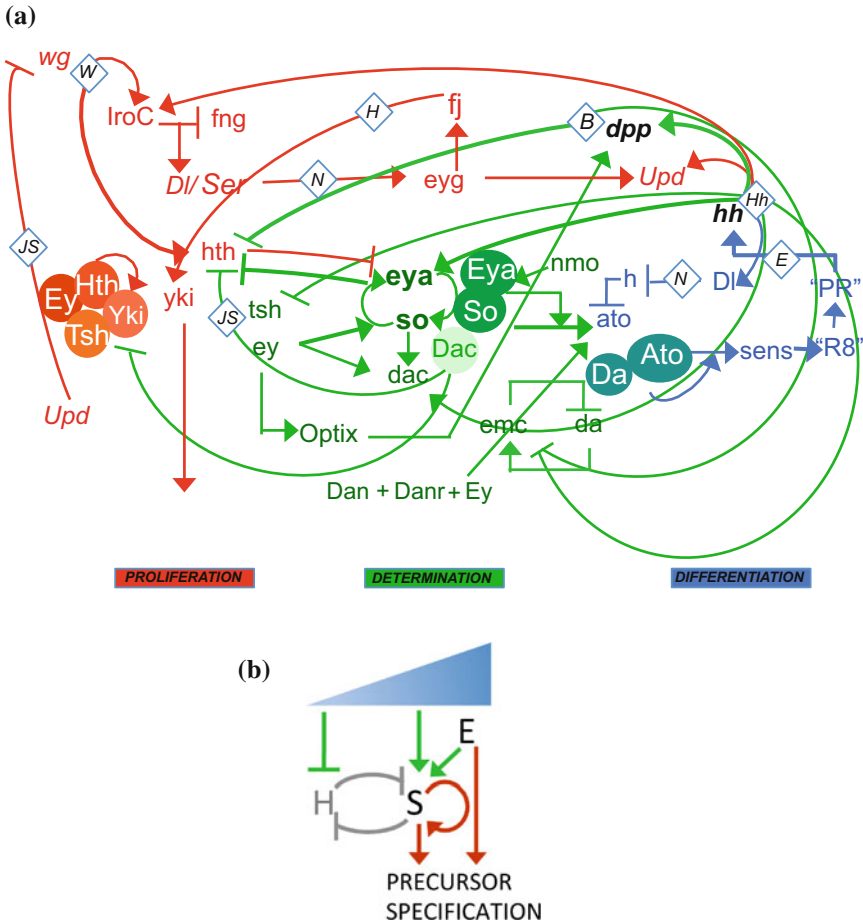 (a)
wg
W
IroC
fng
H
fj
B
dpp
Dl/Ser
N
eyg
Upd
Hh
hh
JS
hth
eya
Eya
nmo
h
N
Dl
E
"PR"
Ey
Hth
Yki
Tsh
yki
JS
tsh
ey
so
So
ato
Dac
dac
Da
Ato
sens
"R8"
Upd
Optix
emc
da
Dan + Danr + Ey
PROLIFERATION
DETERMINATION
DIFFERENTIATION
(b)
E
H
S
PRECURSOR
SPECIFICATION